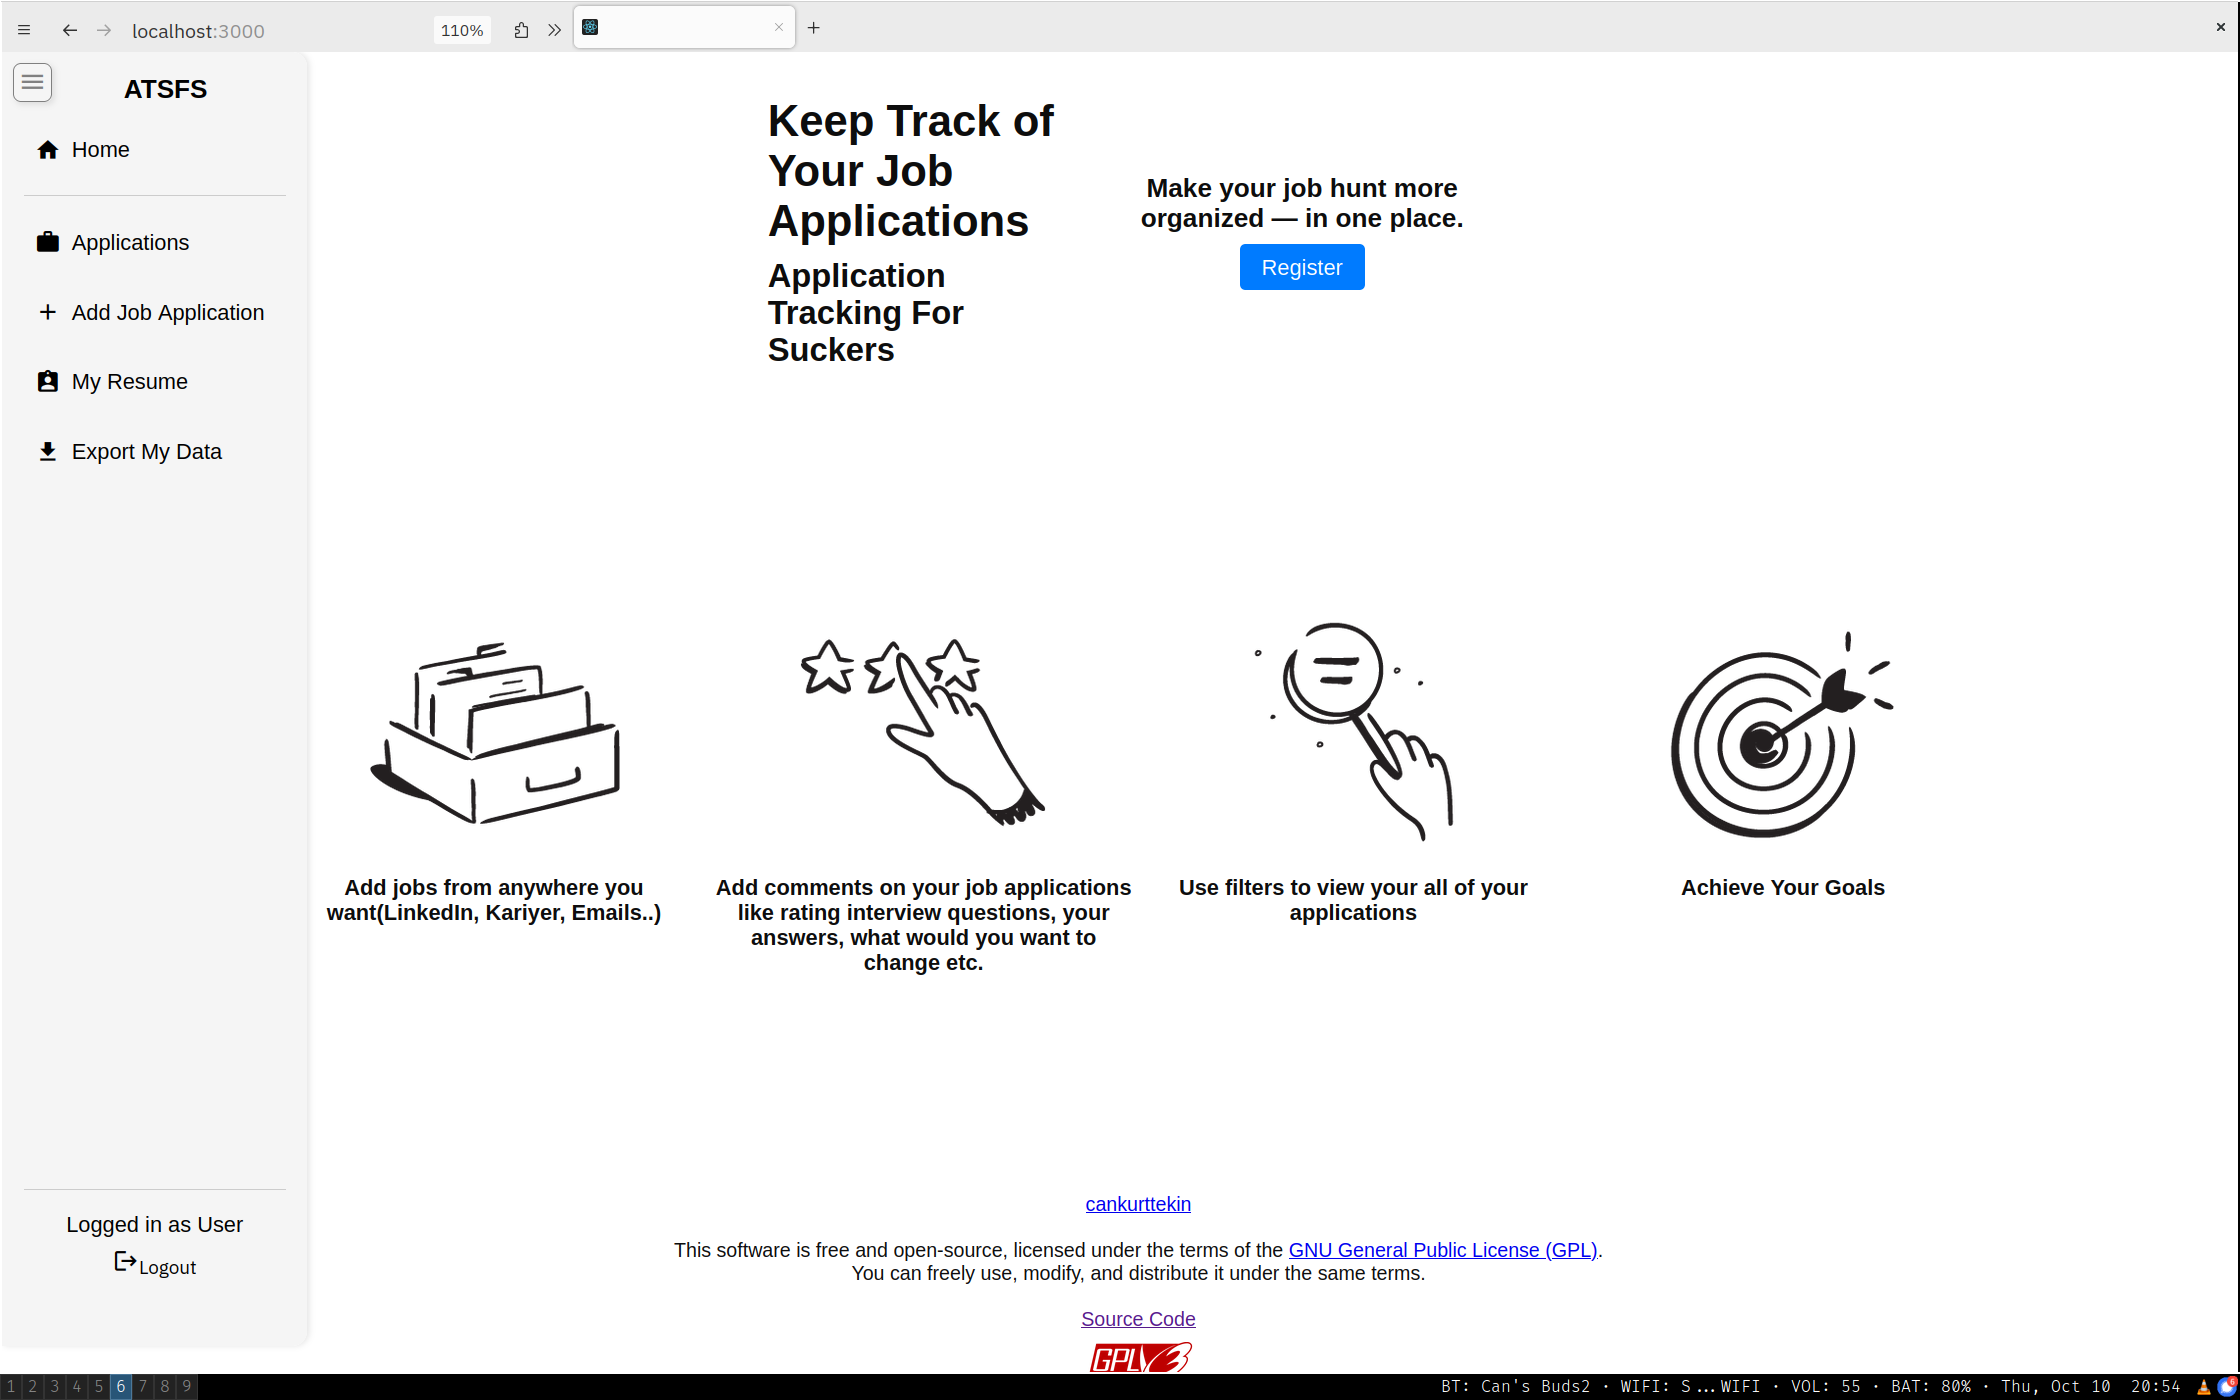 localhost:3000
110%
ATSFS
Home
Applications
Add Job Application
My Resume
Export My Data
Logged in as User
Logout
Keep Track of
Your Job
Applications
Application
Tracking For
Suckers
Make your job hunt more
organized — in one place.
Register
Add jobs from anywhere you
want(LinkedIn, Kariyer, Emails..)
Add comments on your job applications
like rating interview questions, your
answers, what would you want to
change etc.
Use filters to view your all of your
applications
Achieve Your Goals
cankurttekin
This software is free and open-source, licensed under the terms of the GNU General Public License (GPL).
You can freely use, modify, and distribute it under the same terms.
Source Code
GPLv3
1 2 3 4 5 6 7 8 9
BT: Can's Buds2 · WIFI: S...WIFI · VOL: 55 · BAT: 80% · Thu, Oct 10 20:54